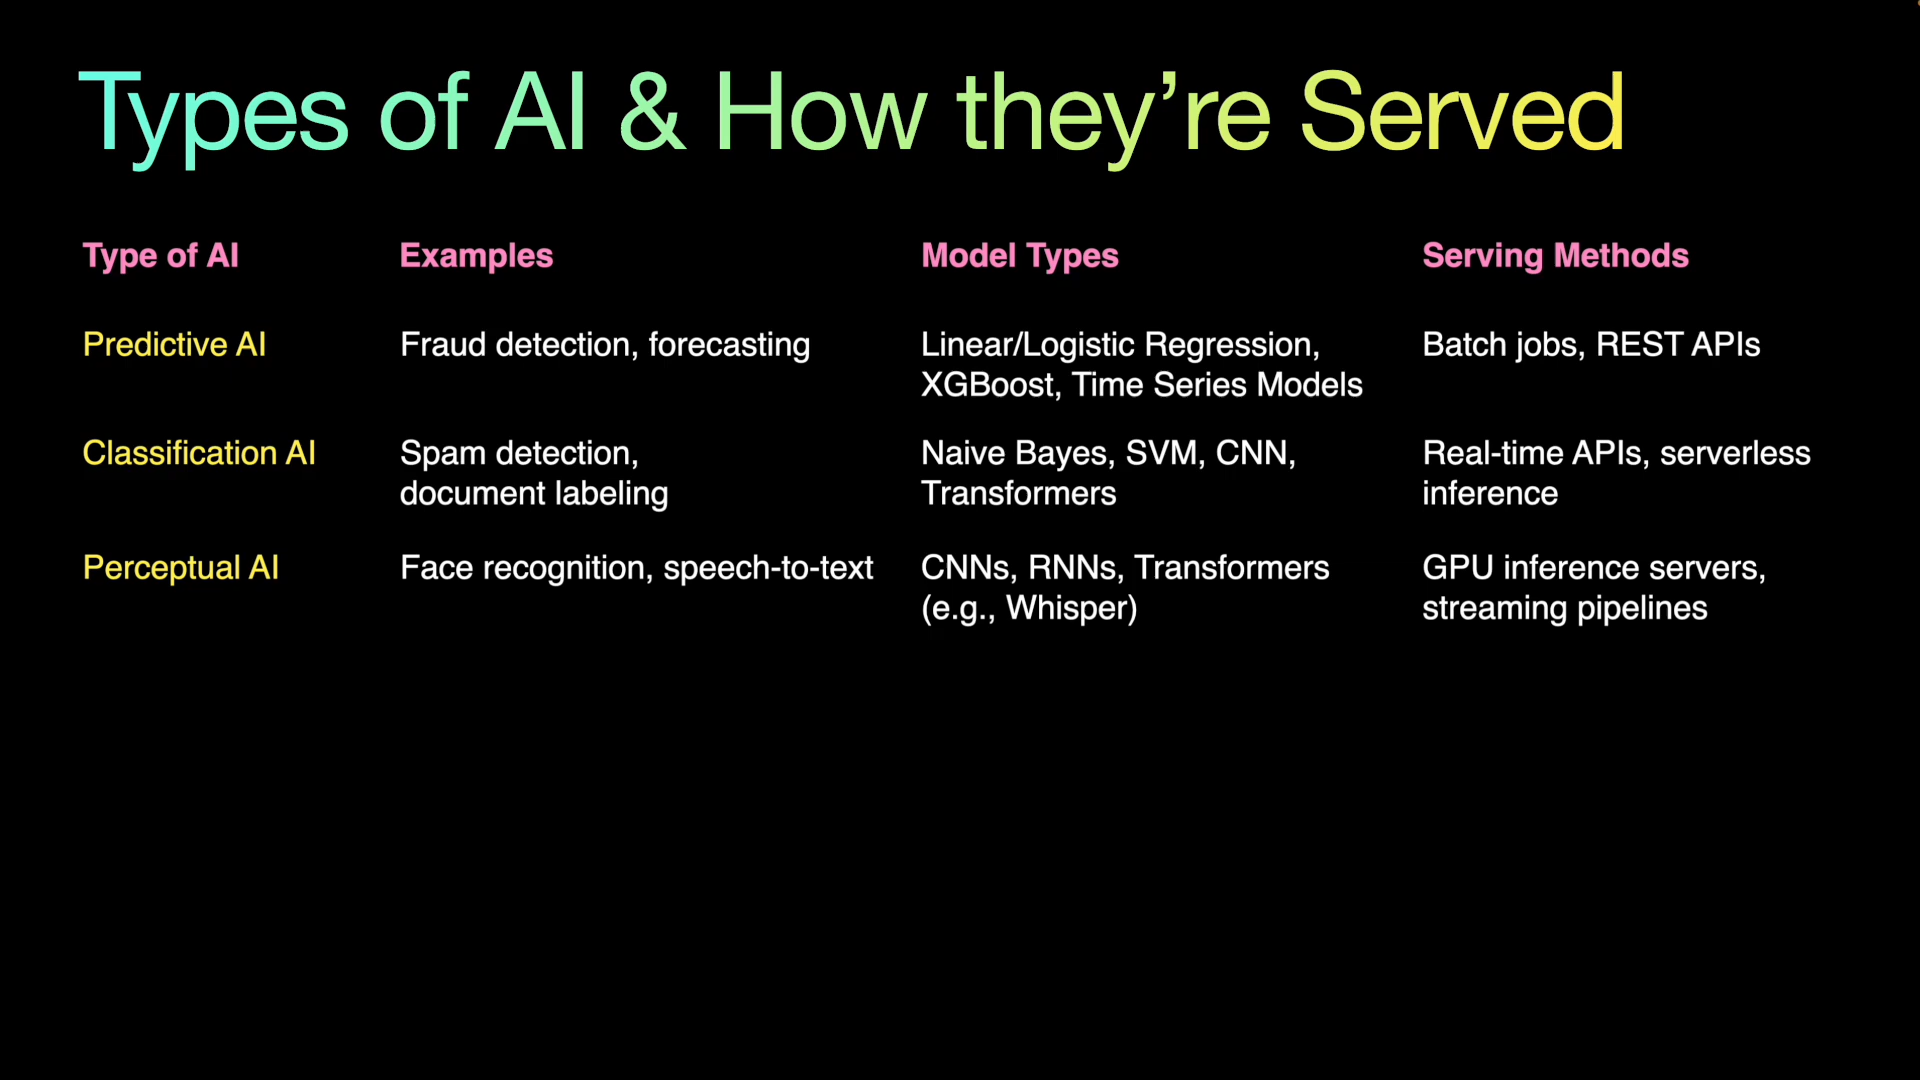 Types of AI & How they’re Served
Type of AI Examples Model Types Serving Methods
Predictive AI Fraud detection, forecasting Linear/Logistic Regression, Batch jobs, REST APIs
XGBoost, Time Series Models
Classification AI Spam detection, Naive Bayes, SVM, CNN, Real-time APIs, serverless
document labeling Transformers inference
Perceptual AI Face recognition, speech-to-text CNNs, RNNs, Transformers GPU inference servers,
(e.g., Whisper) streaming pipelines